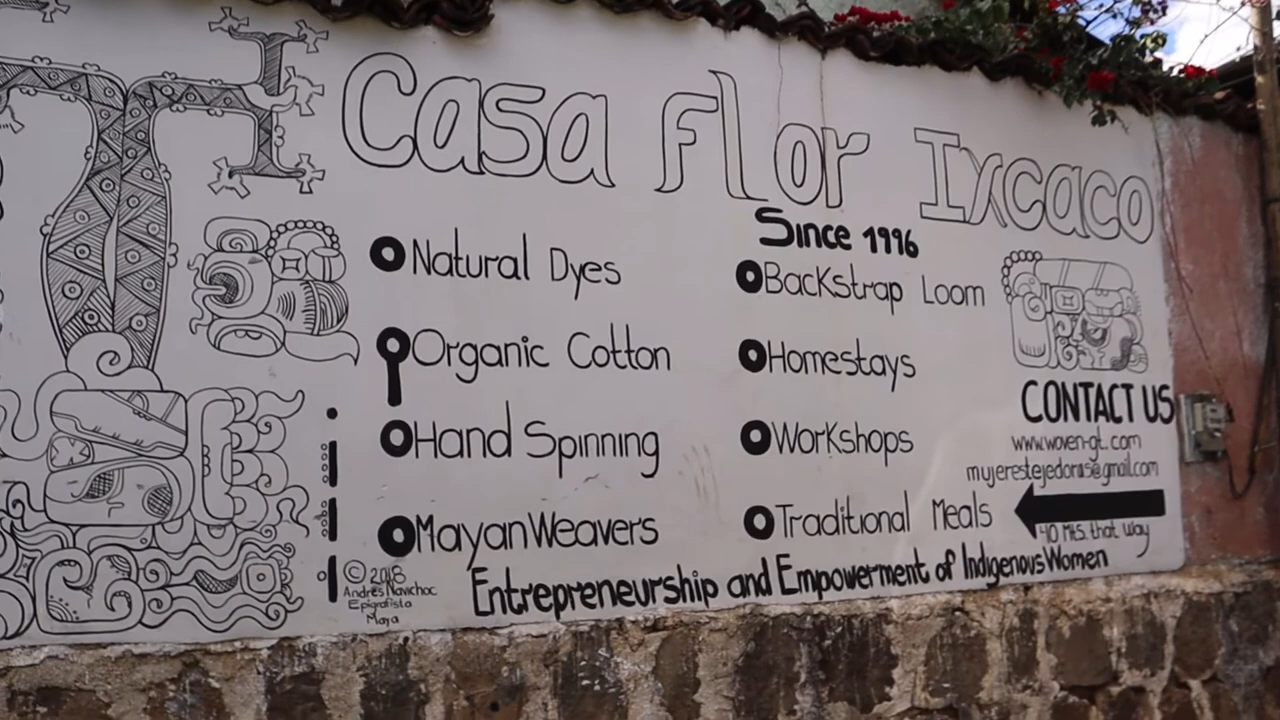 Casa Flor Ixcaco
Since 1996
Natural Dyes
Organic Cotton
Hand Spinning
Mayan Weavers
Backstrap Loom
Homestays
Workshops
Traditional Meals
CONTACT US
www.woven-gt.com
mujerestejedoras@gmail.com
40 Mts. that way
Entrepreneurship and Empowerment of Indigenous Women
© 2018
Andres Navichoc
Epigrafista
Maya